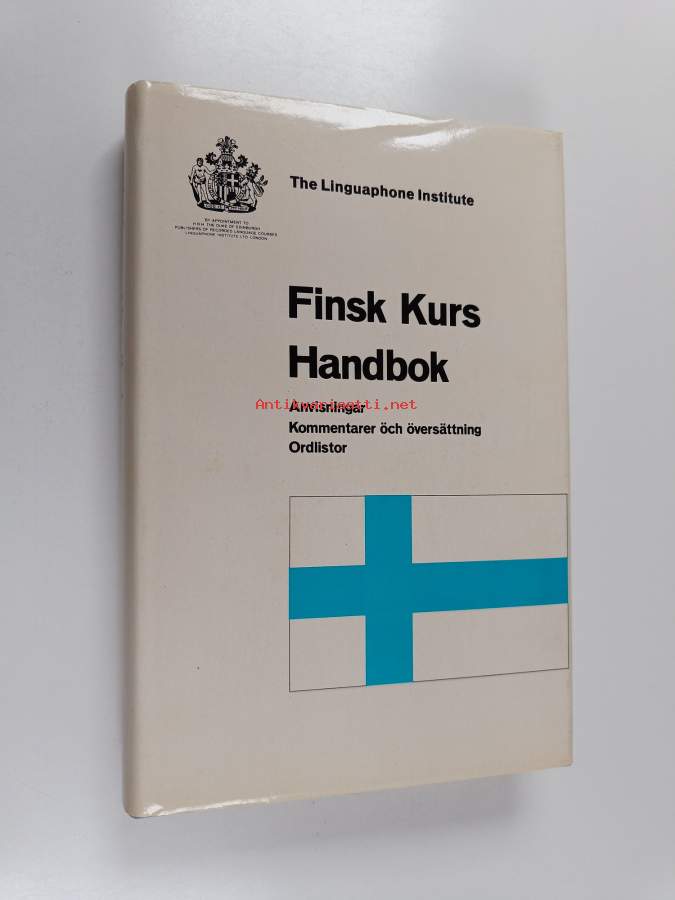 The Linguaphone Institute
BY APPOINTMENT TO
H.R.H. THE DUKE OF EDINBURGH
PUBLISHERS OF RECORDED LANGUAGE COURSES
LINGUAPHONE INSTITUTE LTD. LONDON
Finsk Kurs
Handbok
Anvisningar
Antikvariaatti.net
Kommentarer öch översättning
Ordlistor